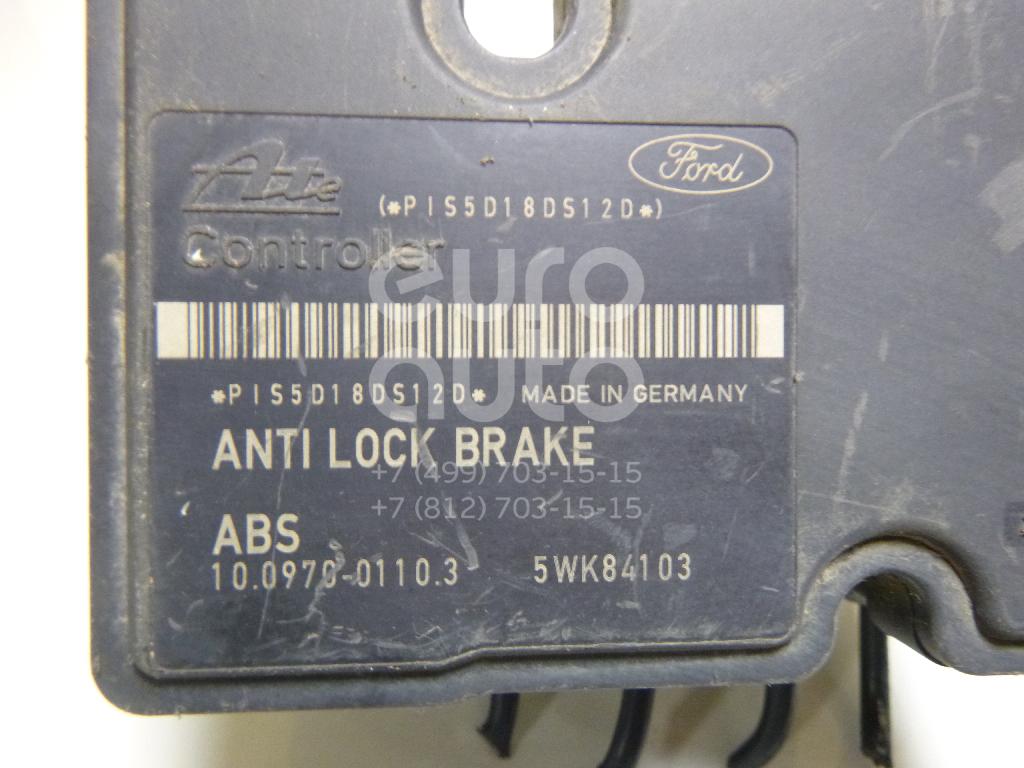 Ate
Ford
(*PIS5D18DS12D*)
Controller
euro
auto
*PIS5D18DS12D* MADE IN GERMANY
ANTI LOCK BRAKE
+7 (499) 703-15-15
+7 (812) 703-15-15
ABS
10.0970-0110.3 5WK84103